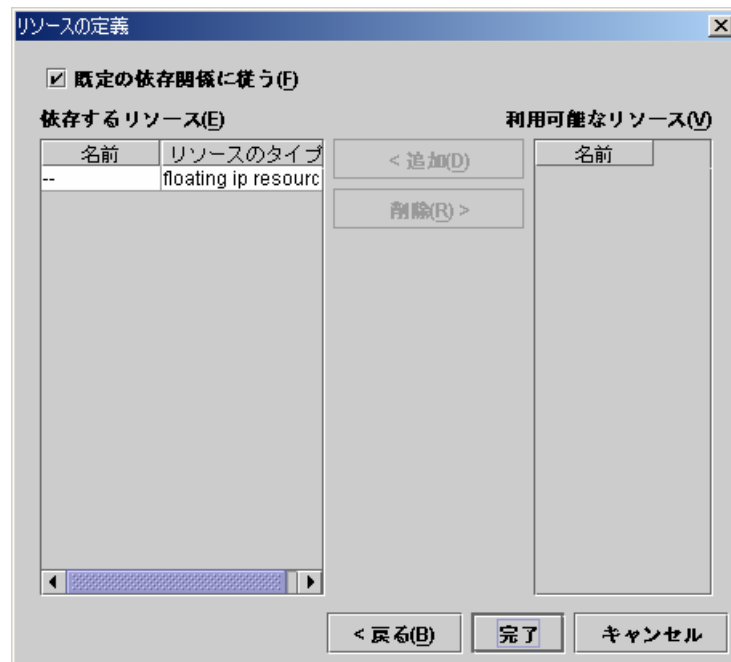 リソースの定義
既定の依存関係に従う(F)
依存するリソース(E)
利用可能なリソース(V)
名前 リソースのタイプ
-- floating ip resourc
< 追加(D)
削除(R) >
名前
< 戻る(B) 完了 キャンセル